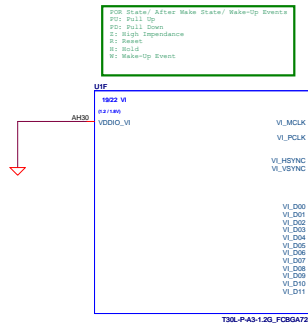 POR State/ After Wake State/ Wake-Up Events
PU: Pull Up
PD: Pull Down
Z: High Impedance
R: Reset
H: Hold
W: Wake-Up Event
U1F
19/22 VI
(1.2 / 1.8V)
AH30
VDDIO_VI
VI_MCLK
VI_PCLK
VI_HSYNC
VI_VSYNC
VI_D00
VI_D01
VI_D02
VI_D03
VI_D04
VI_D05
VI_D06
VI_D07
VI_D08
VI_D09
VI_D10
VI_D11
T30L-P-A3-1.2G_FCBGA72